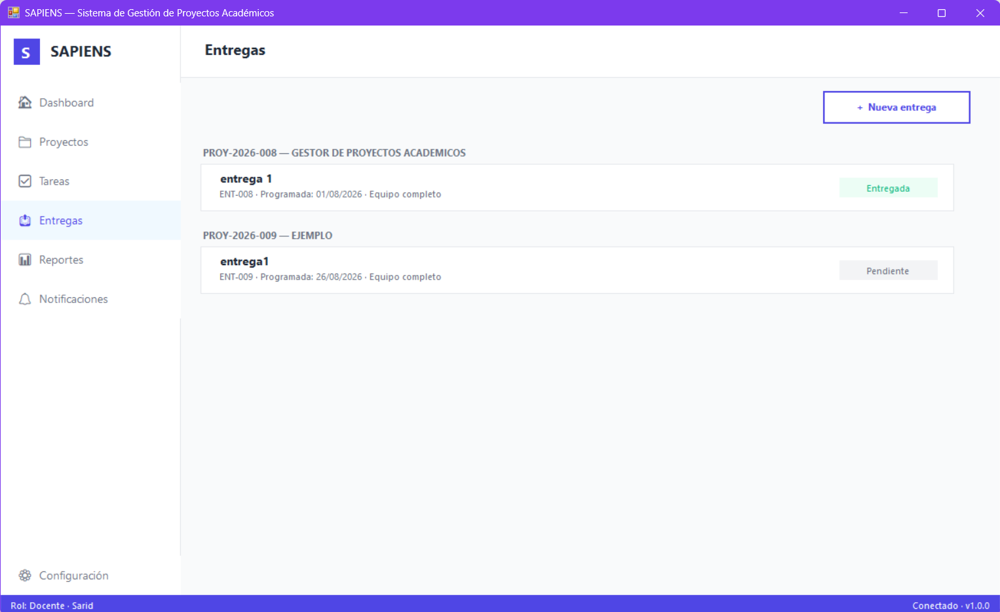 SAPIENS — Sistema de Gestión de Proyectos Académicos
S SAPIENS
Entregas
Dashboard
Proyectos
Tareas
Entregas
Reportes
Notificaciones
Configuración
+ Nueva entrega
PROY-2026-008 — GESTOR DE PROYECTOS ACADEMICOS
entrega 1
ENT-008 · Programada: 01/08/2026 · Equipo completo
Entregada
PROY-2026-009 — EJEMPLO
entrega1
ENT-009 · Programada: 26/08/2026 · Equipo completo
Pendiente
Rol: Docente · Sarid
Conectado · v1.0.0